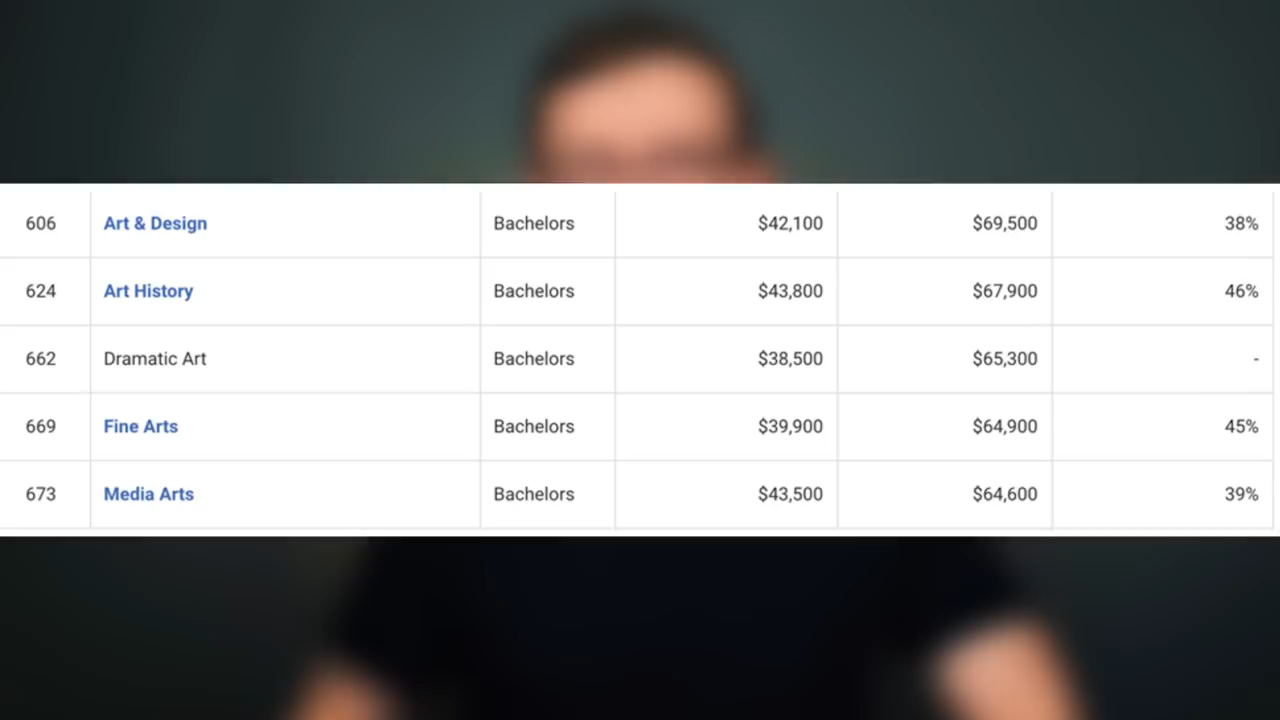 606 Art & Design Bachelors $42,100 $69,500 38%
624 Art History Bachelors $43,800 $67,900 46%
662 Dramatic Art Bachelors $38,500 $65,300 -
669 Fine Arts Bachelors $39,900 $64,900 45%
673 Media Arts Bachelors $43,500 $64,600 39%